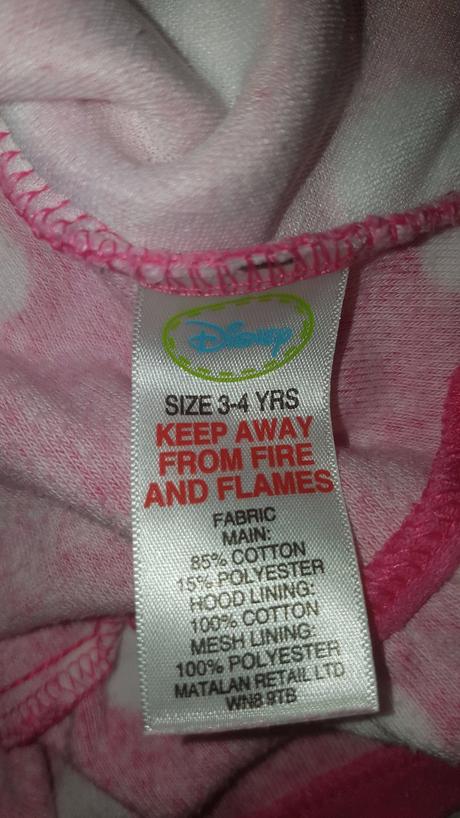 Disney
SIZE 3-4 YRS
KEEP AWAY
FROM FIRE
AND FLAMES
FABRIC
MAIN:
85% COTTON
15% POLYESTER
HOOD LINING:
100% COTTON
MESH LINING:
100% POLYESTER
MATALAN RETAIL LTD
WN8 9TB